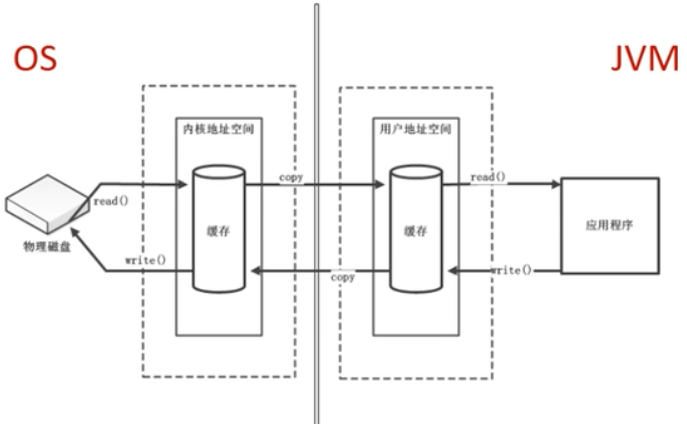 OS
JVM
内核地址空间
用户地址空间
copy
read()
read()
缓存
缓存
应用程序
物理磁盘
write()
copy
write()